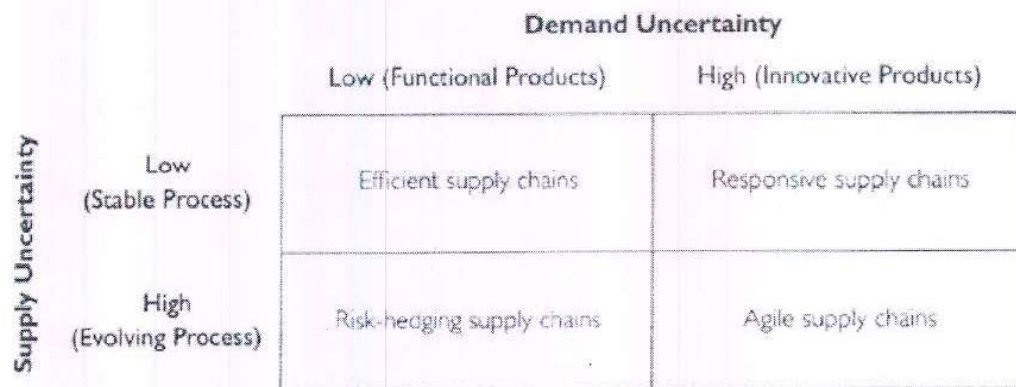 Demand Uncertainty
Low (Functional Products) High (Innovative Products)
Supply Uncertainty
Low
(Stable Process)
Efficient supply chains Responsive supply chains
High
(Evolving Process)
Risk-hedging supply chains Agile supply chains